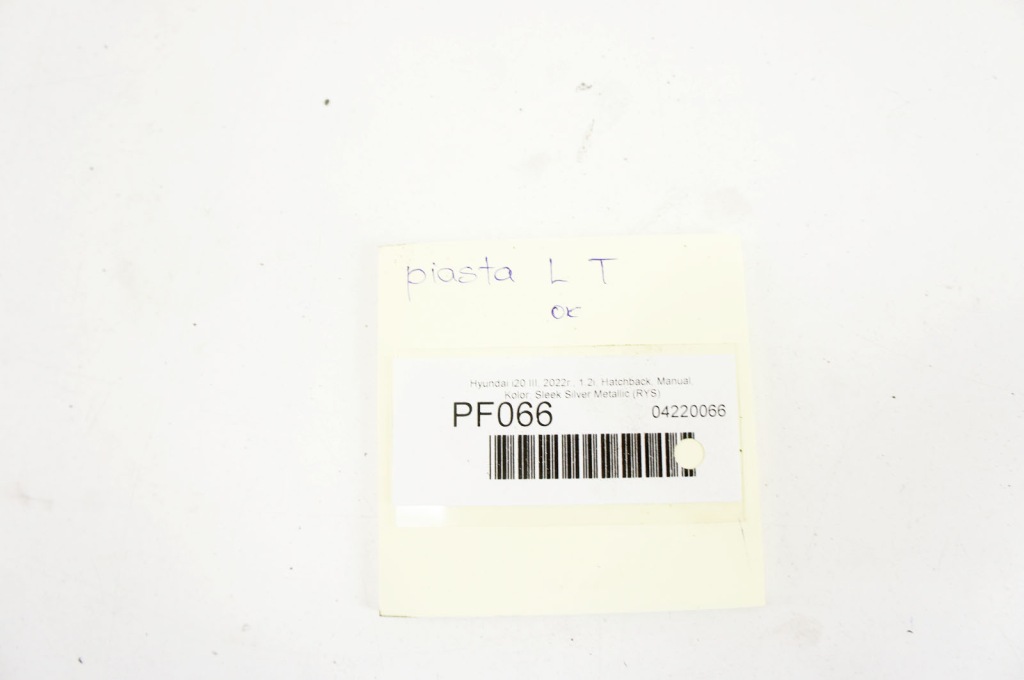 piasta L T
ok
Hyundai i20 III, 2022r., 1.2i, Hatchback, Manual,
Kolor: Sleek Silver Metallic (RYS)
PF066 04220066